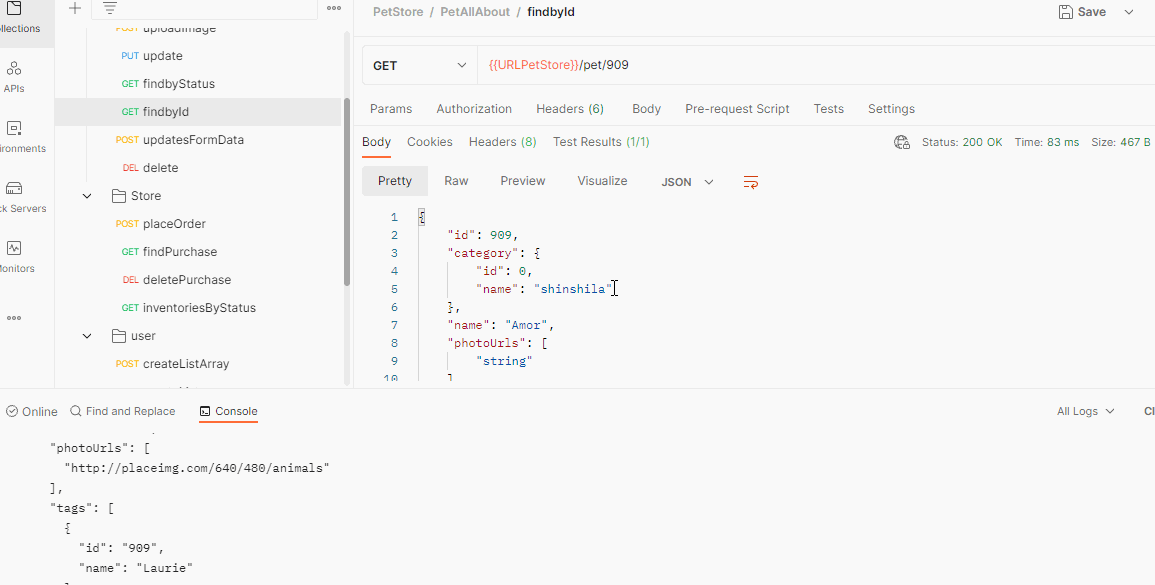 llections
APIs
ironments
ck Servers
Monitors
POST uploadImage
PUT update
GET findbyStatus
GET findbyId
POST updatesFormData
DEL delete
Store
POST placeOrder
GET findPurchase
DEL deletePurchase
GET inventoriesByStatus
user
POST createListArray
PetStore / PetAllAbout / findbyId
Save
GET {{URLPetStore}}/pet/909
Params Authorization Headers (6) Body Pre-request Script Tests Settings
Body Cookies Headers (8) Test Results (1/1) Status: 200 OK Time: 83 ms Size: 467 B
Pretty Raw Preview Visualize JSON
1 {
2 "id": 909,
3 "category": {
4 "id": 0,
5 "name": "shinshila"
6 },
7 "name": "Amor",
8 "photoUrls": [
9 "string"
10 ]
Online Find and Replace Console All Logs Cl
"photoUrls": [
"http://placeimg.com/640/480/animals"
],
"tags": [
{
"id": "909",
"name": "Laurie"